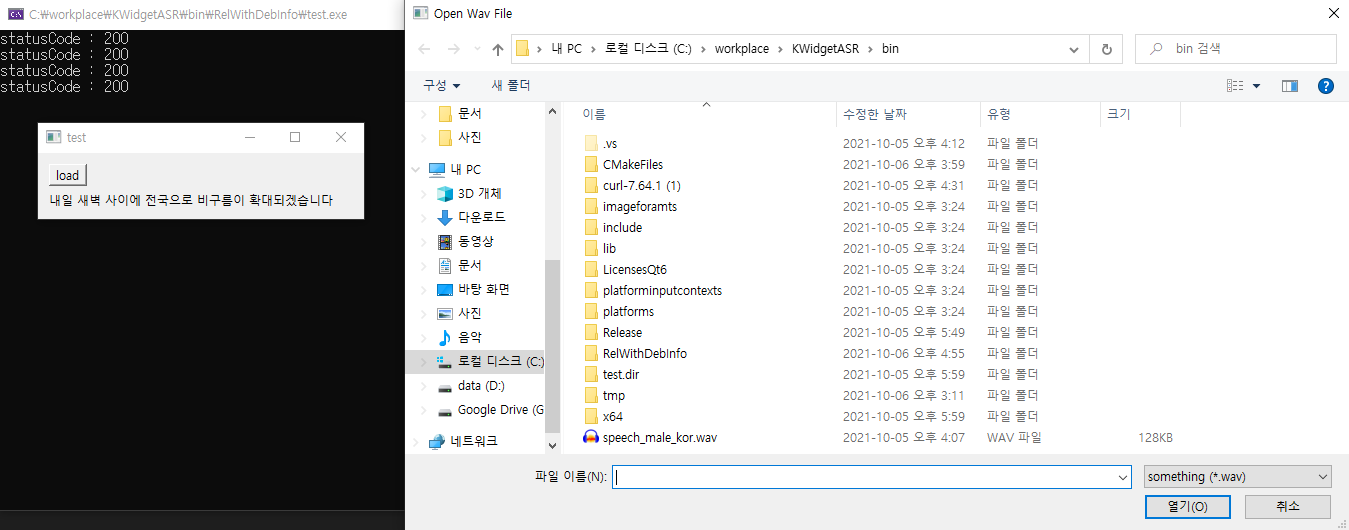 C:\workplace\KWidgetASR\bin\RelWithDebInfo\test.exe
statusCode : 200
statusCode : 200
statusCode : 200
statusCode : 200
test
load
내일 새벽 사이에 전국으로 비구름이 확대되겠습니다
Open Wav File
내 PC > 로컬 디스크 (C:) > workplace > KWidgetASR > bin
bin 검색
구성 새 폴더
문서
사진
내 PC
3D 개체
다운로드
동영상
문서
바탕 화면
사진
음악
로컬 디스크 (C:)
data (D:)
Google Drive (G
네트워크
이름 수정한 날짜 유형 크기
.vs 2021-10-05 오후 4:12 파일 폴더
CMakeFiles 2021-10-06 오후 3:59 파일 폴더
curl-7.64.1 (1) 2021-10-05 오후 4:31 파일 폴더
imageforamts 2021-10-05 오후 3:24 파일 폴더
include 2021-10-05 오후 3:24 파일 폴더
lib 2021-10-05 오후 3:24 파일 폴더
LicensesQt6 2021-10-05 오후 3:24 파일 폴더
platforminputcontexts 2021-10-05 오후 3:24 파일 폴더
platforms 2021-10-05 오후 3:24 파일 폴더
Release 2021-10-05 오후 5:49 파일 폴더
RelWithDebInfo 2021-10-06 오후 4:55 파일 폴더
test.dir 2021-10-05 오후 5:59 파일 폴더
tmp 2021-10-06 오후 3:11 파일 폴더
x64 2021-10-05 오후 5:59 파일 폴더
speech_male_kor.wav 2021-10-05 오후 4:07 WAV 파일 128KB
파일 이름(N): something (*.wav)
열기(O) 취소